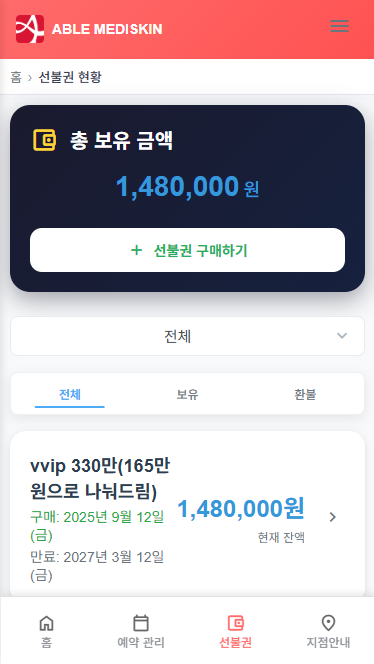 ABLE MEDISKIN
홈 › 선불권 현황
총 보유 금액
1,480,000 원
+ 선불권 구매하기
전체
전체 보유 환불
vvip 330만(165만
원으로 나눠드림)
구매: 2025년 9월 12일
(금)
만료: 2027년 3월 12일
(금)
1,480,000원
현재 잔액
홈 예약 관리 선불권 지점안내